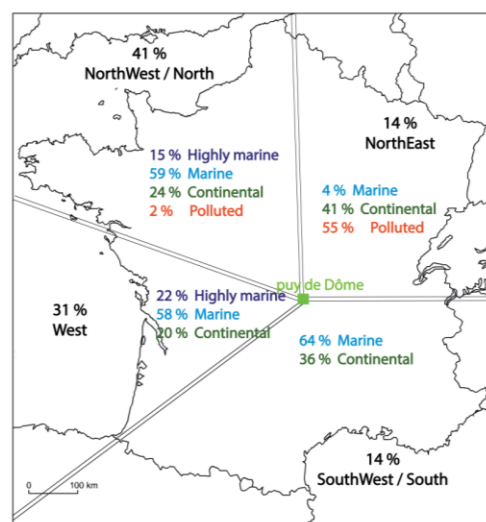 41 %
NorthWest / North
14 %
NorthEast
15 % Highly marine
59 % Marine
24 % Continental
2 % Polluted
4 % Marine
41 % Continental
55 % Polluted
puy de Dôme
31 %
West
22 % Highly marine
58 % Marine
20 % Continental
64 % Marine
36 % Continental
14 %
SouthWest / South
0 100 km